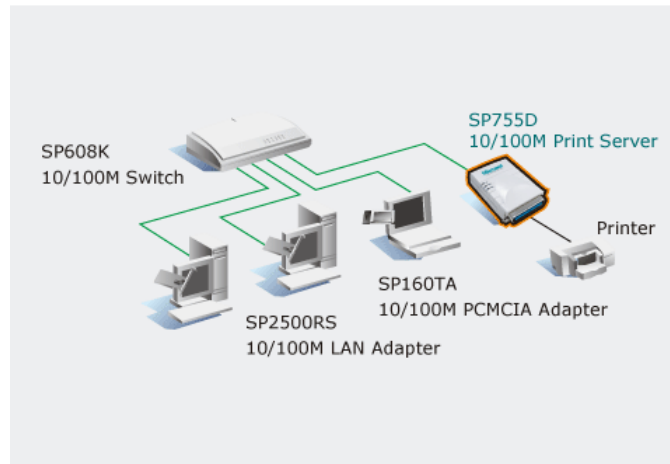 SP755D
10/100M Print Server
SP608K
10/100M Switch
Printer
SP160TA
10/100M PCMCIA Adapter
SP2500RS
10/100M LAN Adapter